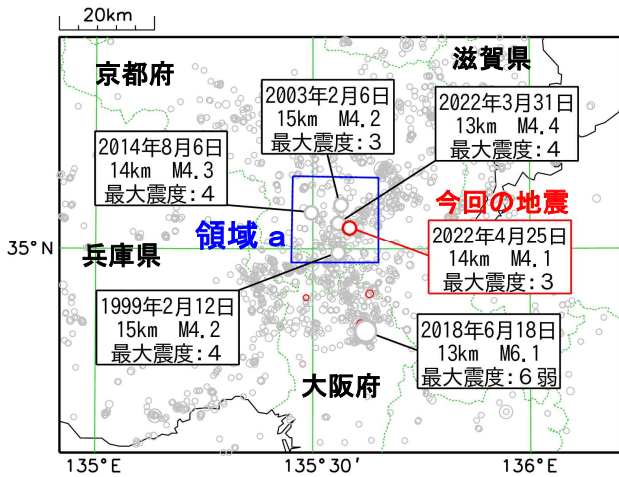 20km
京都府
滋賀県
2003年2月6日
15km M4.2
最大震度:3
2022年3月31日
13km M4.4
最大震度:4
2014年8月6日
14km M4.3
最大震度:4
今回の地震
領域 a
2022年4月25日
14km M4.1
最大震度:3
35°N
兵庫県
1999年2月12日
15km M4.2
最大震度:4
2018年6月18日
13km M6.1
最大震度:6弱
大阪府
135°E
135°30′
136°E